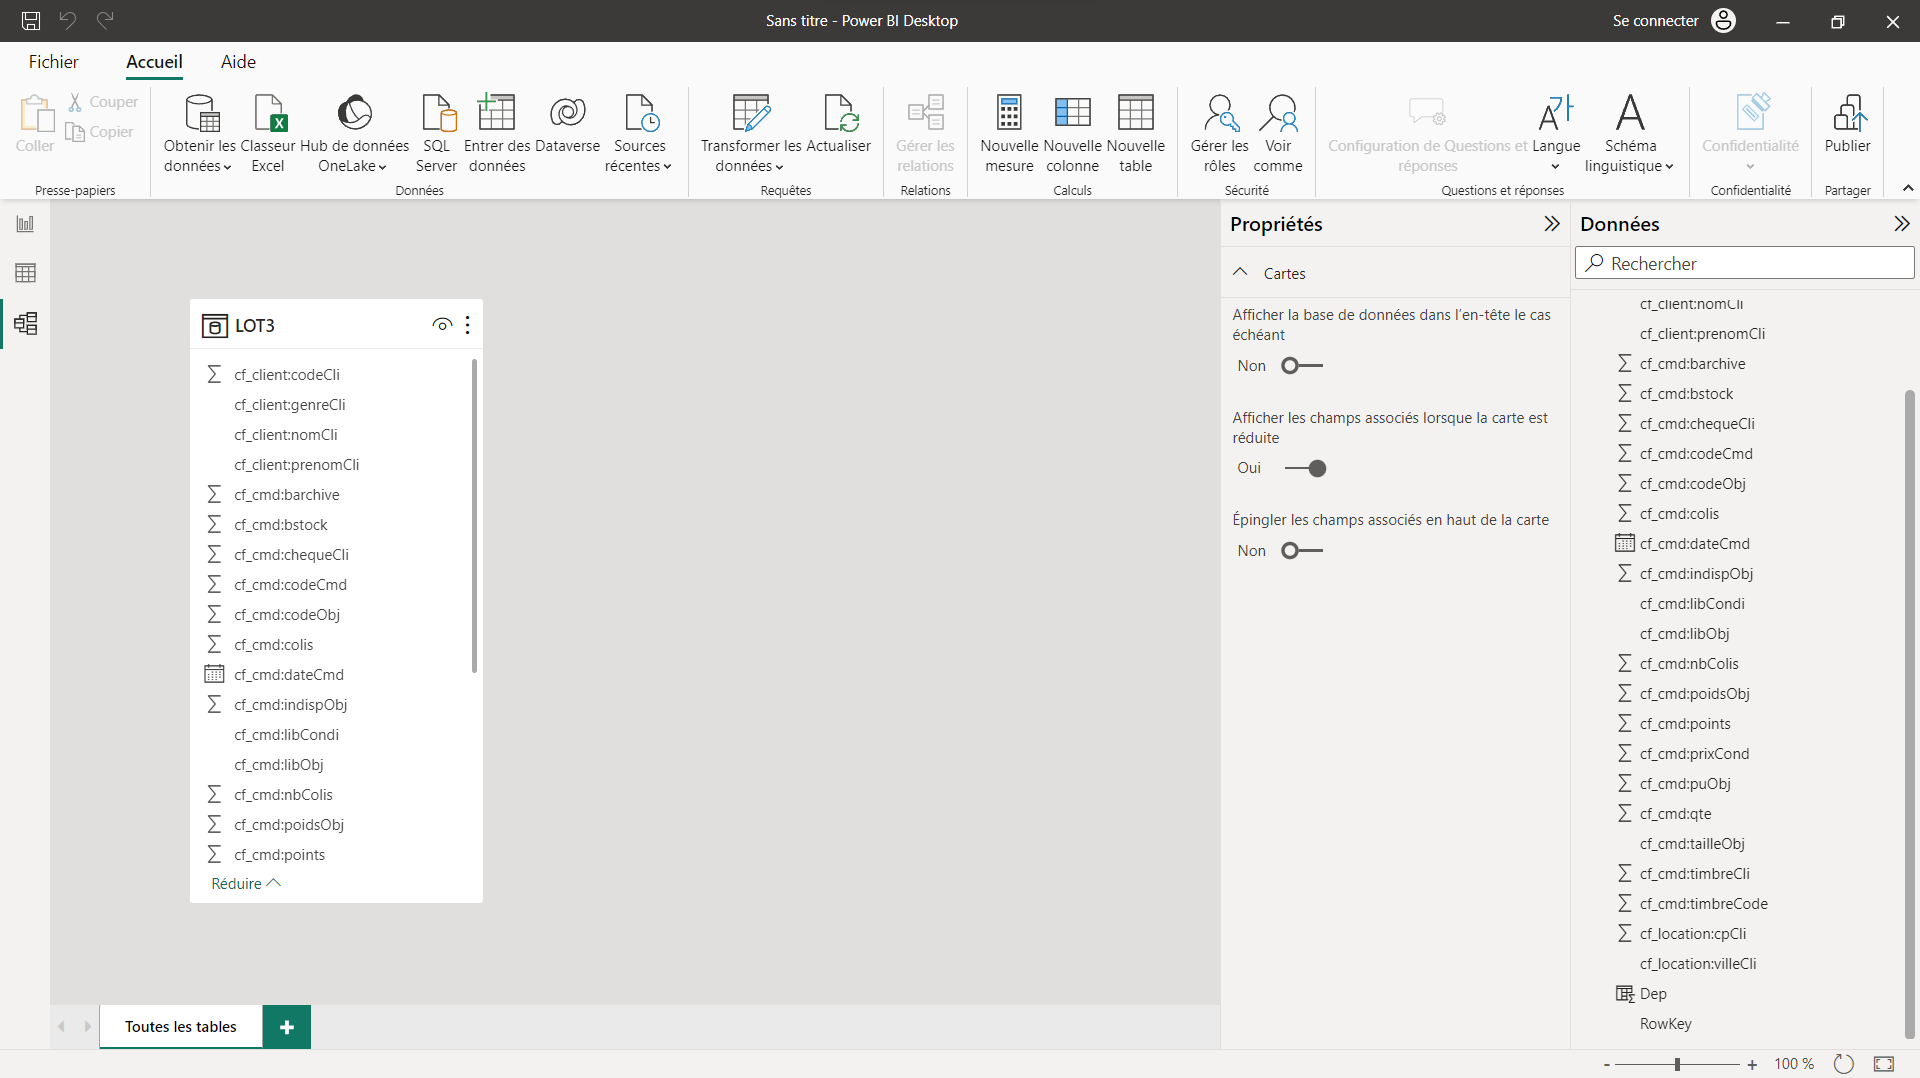 Sans titre - Power BI Desktop
Se connecter
Fichier
Accueil
Aide
Coller
Couper
Copier
Presse-papiers
Obtenir les données
Classeur Excel
Hub de données OneLake
SQL Server
Entrer des données
Dataverse
Sources récentes
Données
Transformer les données
Actualiser
Requêtes
Gérer les relations
Relations
Nouvelle mesure
Nouvelle colonne
Nouvelle table
Calculs
Gérer les rôles
Voir comme
Sécurité
Configuration de Questions et réponses
Langue
Schéma linguistique
Questions et réponses
Confidentialité
Confidentialité
Publier
Partager
LOT3
cf_client:codeCli
cf_client:genreCli
cf_client:nomCli
cf_client:prenomCli
cf_cmd:barchive
cf_cmd:bstock
cf_cmd:chequeCli
cf_cmd:codeCmd
cf_cmd:codeObj
cf_cmd:colis
cf_cmd:dateCmd
cf_cmd:indispObj
cf_cmd:libCondi
cf_cmd:libObj
cf_cmd:nbColis
cf_cmd:poidsObj
cf_cmd:points
Réduire
Toutes les tables
Propriétés
Cartes
Afficher la base de données dans l'en-tête le cas
échéant
Non
Afficher les champs associés lorsque la carte est
réduite
Oui
Épingler les champs associés en haut de la carte
Non
Données
Rechercher
cf_client:nomCli
cf_client:prenomCli
cf_cmd:barchive
cf_cmd:bstock
cf_cmd:chequeCli
cf_cmd:codeCmd
cf_cmd:codeObj
cf_cmd:colis
cf_cmd:dateCmd
cf_cmd:indispObj
cf_cmd:libCondi
cf_cmd:libObj
cf_cmd:nbColis
cf_cmd:poidsObj
cf_cmd:points
cf_cmd:prixCond
cf_cmd:puObj
cf_cmd:qte
cf_cmd:tailleObj
cf_cmd:timbreCli
cf_cmd:timbreCode
cf_location:cpCli
cf_location:villeCli
Dep
RowKey
- + 100 %